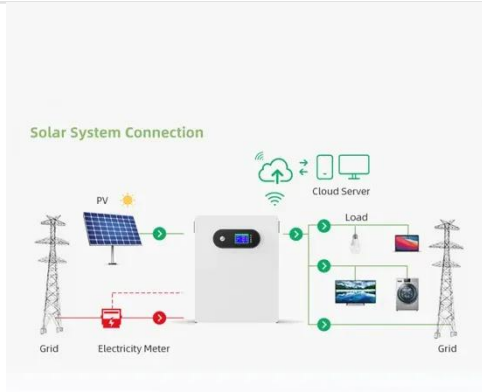 Solar System Connection
Cloud Server
PV
Load
Grid
Electricity Meter
Grid